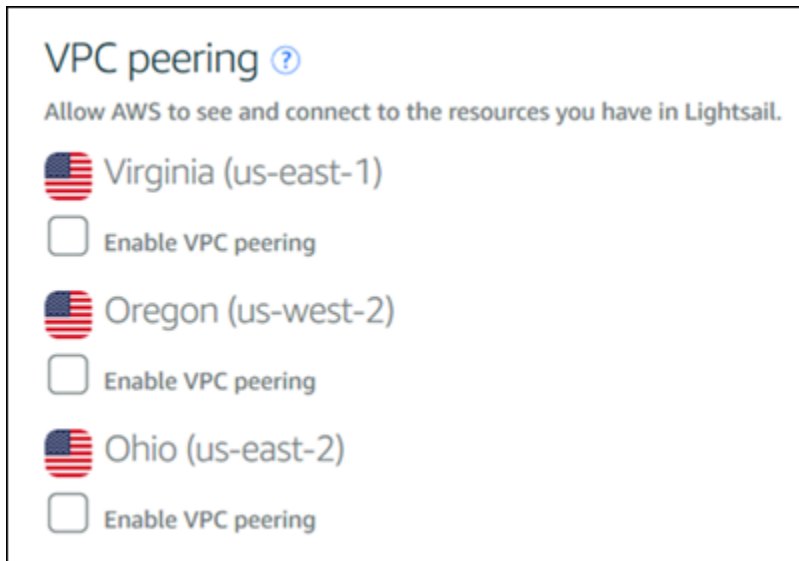 VPC peering ?
Allow AWS to see and connect to the resources you have in Lightsail.
Virginia (us-east-1)
Enable VPC peering
Oregon (us-west-2)
Enable VPC peering
Ohio (us-east-2)
Enable VPC peering